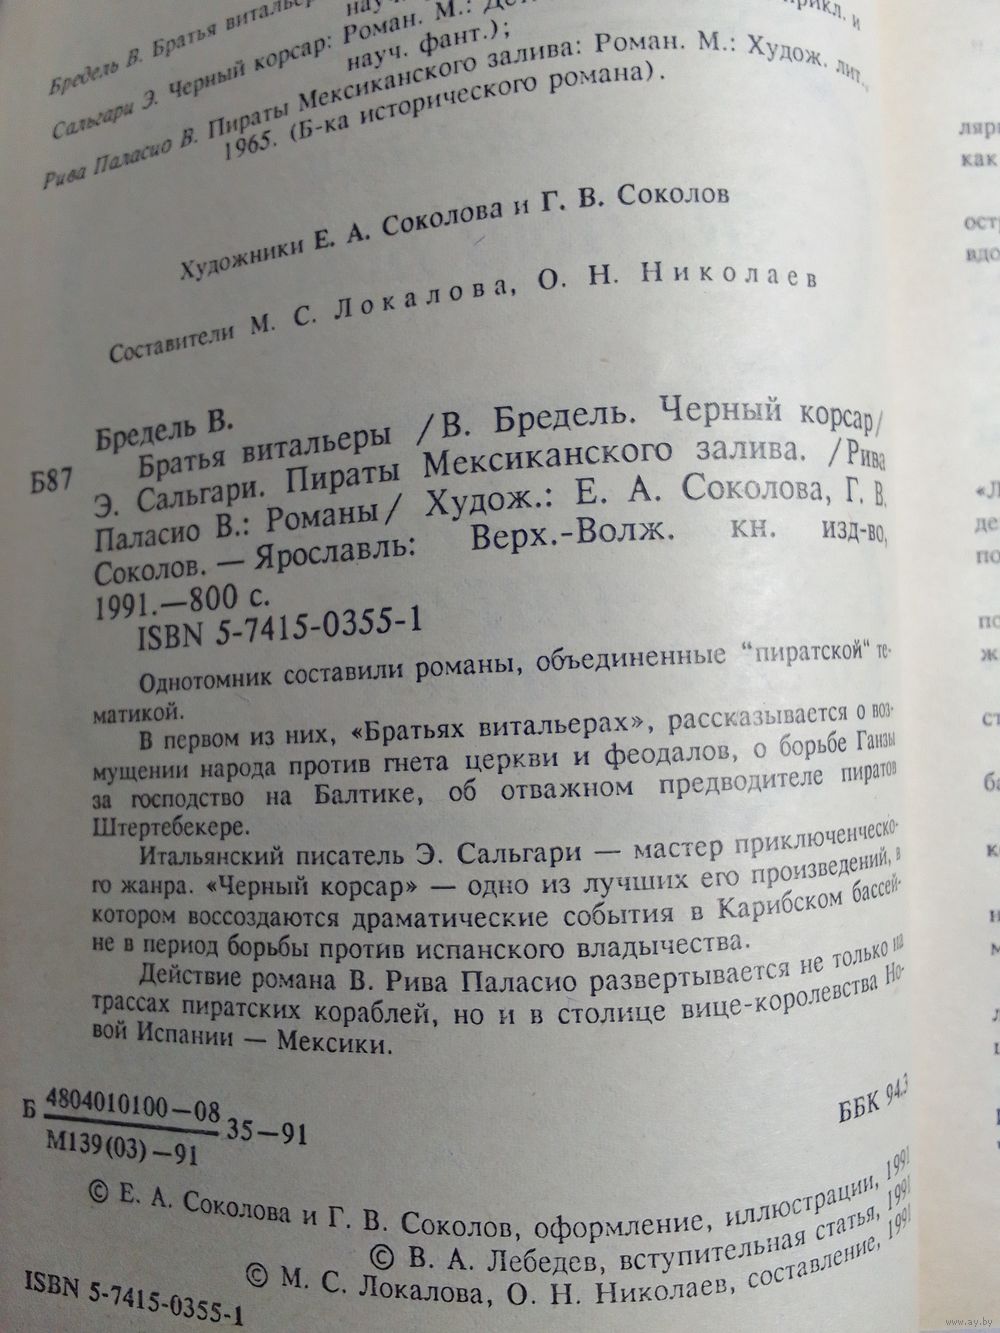 Бредель В. Братья витальер
науч.
Сальгари Э. Черный корсар: Роман. М.: Дет. прикл. и
науч. фант.);
Рива Паласио В. Пираты Мексиканского залива: Роман. М.: Худож. лит.,
1965. (Б-ка исторического романа).
Художники Е. А. Соколова и Г. В. Соколов
Составители М. С. Локалова, О. Н. Николаев
Бредель В.
Б87 Братья витальеры /В. Бредель. Черный корсар/
Э. Сальгари. Пираты Мексиканского залива. /Рива
Паласио В.: Романы/ Худож.: Е. А. Соколова, Г. В.
Соколов. — Ярославль: Верх.-Волж. кн. изд-во,
1991.—800 с.
ISBN 5-7415-0355-1
Однотомник составили романы, объединенные "пиратской" те-
матикой.
В первом из них, «Братьях витальерах», рассказывается о воз-
мущении народа против гнета церкви и феодалов, о борьбе Ганзы
за господство на Балтике, об отважном предводителе пиратов
Штертебекере.
Итальянский писатель Э. Сальгари — мастер приключенческо-
го жанра. «Черный корсар» — одно из лучших его произведений, в
котором воссоздаются драматические события в Карибском бассей-
не в период борьбы против испанского владычества.
Действие романа В. Рива Паласио развертывается не только на
трассах пиратских кораблей, но и в столице вице-королевства Но-
вой Испании — Мексики.
Б 4804010100—08 35—91
М139(03)—91
ББК 94.3
© Е. А. Соколова и Г. В. Соколов, оформление, иллюстрации, 1991
© В. А. Лебедев, вступительная статья, 1991
© М. С. Локалова, О. Н. Николаев, составление, 1991
ISBN 5-7415-0355-1
как
www.ay.by